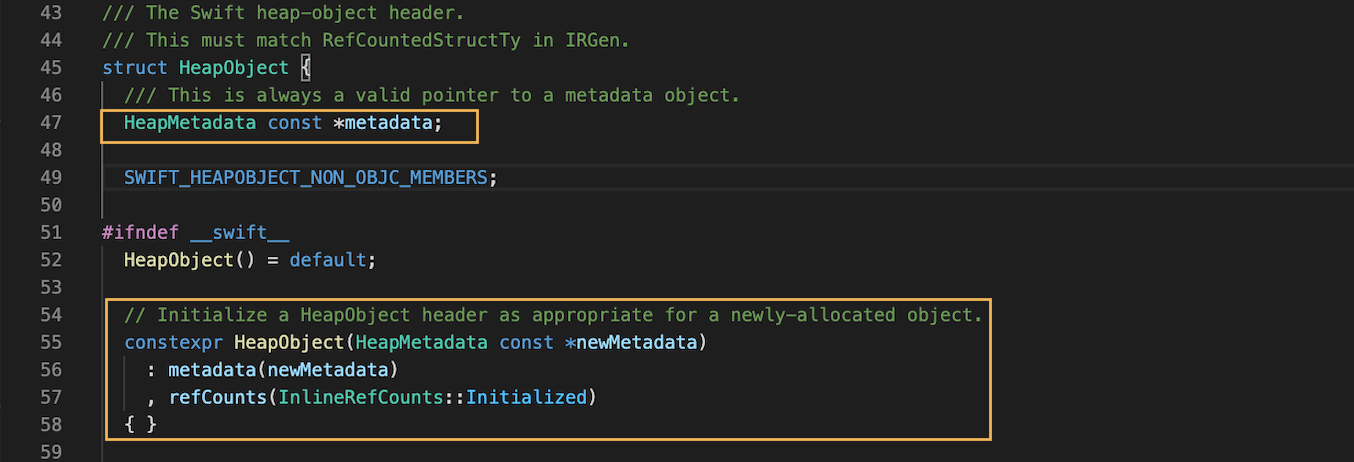 43 /// The Swift heap-object header.
44 /// This must match RefCountedStructTy in IRGen.
45 struct HeapObject {
46 /// This is always a valid pointer to a metadata object.
47 HeapMetadata const *metadata;
48
49 SWIFT_HEAPOBJECT_NON_OBJC_MEMBERS;
50
51 #ifndef __swift__
52 HeapObject() = default;
53
54 // Initialize a HeapObject header as appropriate for a newly-allocated object.
55 constexpr HeapObject(HeapMetadata const *newMetadata)
56 : metadata(newMetadata)
57 , refCounts(InlineRefCounts::Initialized)
58 { }
59